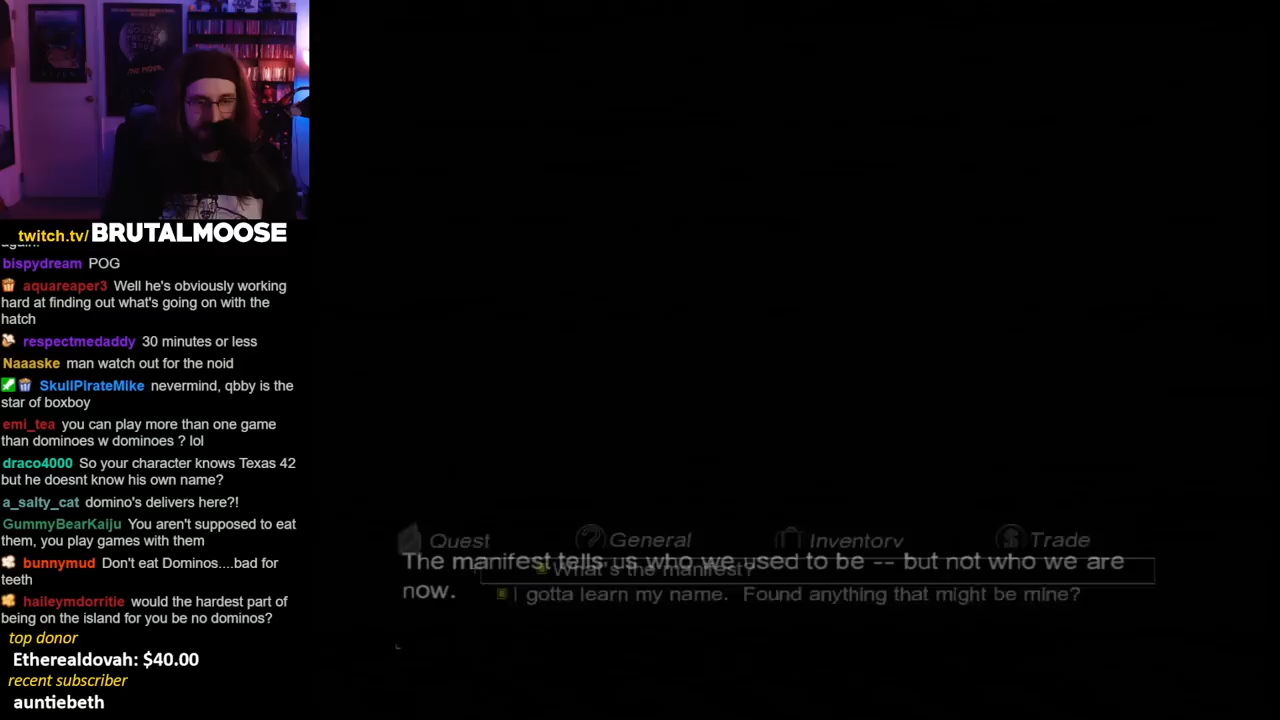 twitch.tv/BRUTALMOOSE
again!
bispydream POG
aquareaper3 Well he's obviously working
hard at finding out what's going on with the
hatch
respectmedaddy 30 minutes or less
Naaaske man watch out for the noid
SkullPirateMike nevermind, qbby is the
star of boxboy
emi_tea you can play more than one game
than dominoes w dominoes ? lol
draco4000 So your character knows Texas 42
but he doesnt know his own name?
a_salty_cat domino's delivers here?!
GummyBearKaiju You aren't supposed to eat
them, you play games with them
bunnymud Don't eat Dominos....bad for
teeth
haileymdorritie would the hardest part of
being on the island for you be no dominos?
top donor
Etherealdovah: $40.00
recent subscriber
auntiebeth
Quest General Inventory Trade
The manifest tells us who we used to be -- but not who we are
now.
What's the manifest?
I gotta learn my name. Found anything that might be mine?